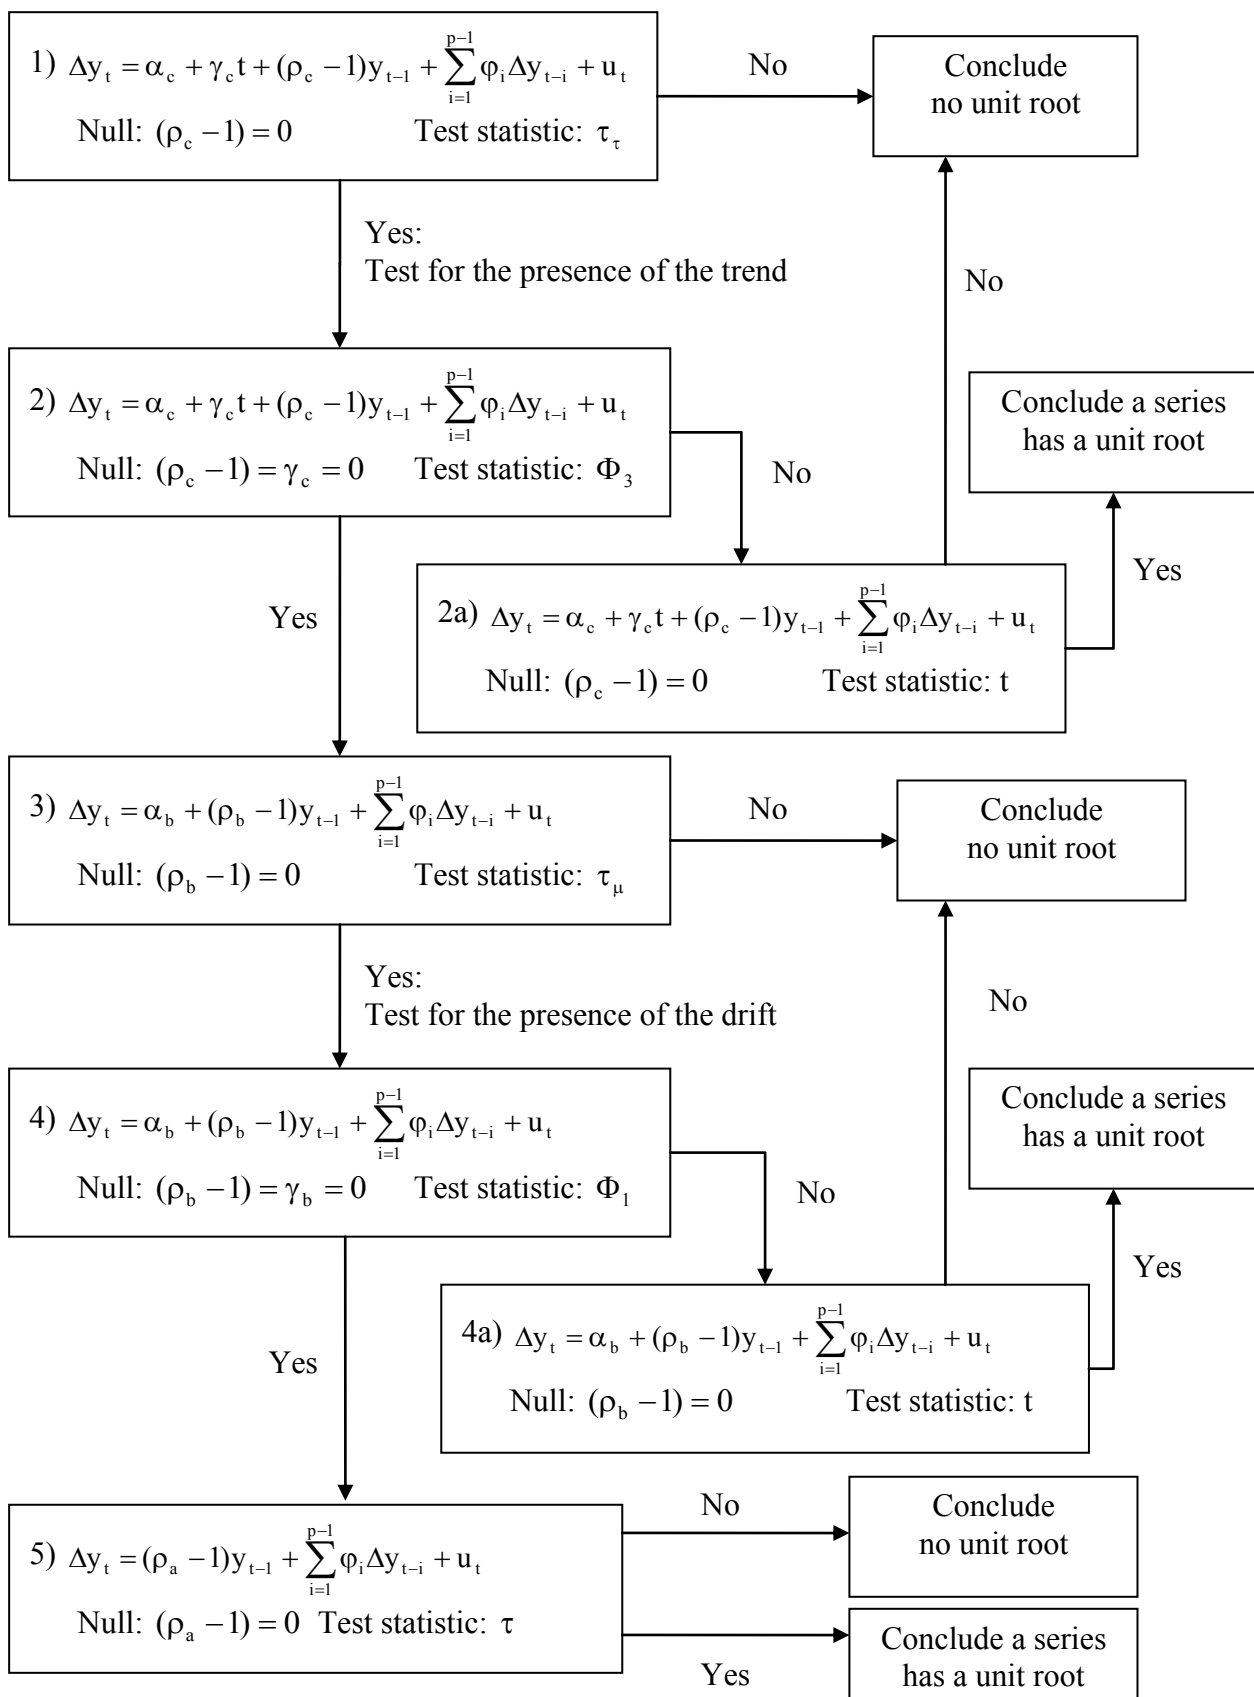 1) Δy_t = α_c + γ_c t + (ρ_c − 1)y_{t−1} + ∑_{i=1}^{p−1} φ_i Δy_{t−i} + u_t
Null: (ρ_c − 1) = 0 Test statistic: τ_τ
No
Conclude
no unit root
Yes:
Test for the presence of the trend
No
2) Δy_t = α_c + γ_c t + (ρ_c − 1)y_{t−1} + ∑_{i=1}^{p−1} φ_i Δy_{t−i} + u_t
Null: (ρ_c − 1) = γ_c = 0 Test statistic: Φ_3
No
Conclude a series
has a unit root
Yes
Yes
2a) Δy_t = α_c + γ_c t + (ρ_c − 1)y_{t−1} + ∑_{i=1}^{p−1} φ_i Δy_{t−i} + u_t
Null: (ρ_c − 1) = 0 Test statistic: t
3) Δy_t = α_b + (ρ_b − 1)y_{t−1} + ∑_{i=1}^{p−1} φ_i Δy_{t−i} + u_t
Null: (ρ_b − 1) = 0 Test statistic: τ_μ
No
Conclude
no unit root
Yes:
Test for the presence of the drift
No
4) Δy_t = α_b + (ρ_b − 1)y_{t−1} + ∑_{i=1}^{p−1} φ_i Δy_{t−i} + u_t
Null: (ρ_b − 1) = γ_b = 0 Test statistic: Φ_1
No
Conclude a series
has a unit root
Yes
Yes
4a) Δy_t = α_b + (ρ_b − 1)y_{t−1} + ∑_{i=1}^{p−1} φ_i Δy_{t−i} + u_t
Null: (ρ_b − 1) = 0 Test statistic: t
5) Δy_t = (ρ_a − 1)y_{t−1} + ∑_{i=1}^{p−1} φ_i Δy_{t−i} + u_t
Null: (ρ_a − 1) = 0 Test statistic: τ
No
Conclude
no unit root
Yes
Conclude a series
has a unit root